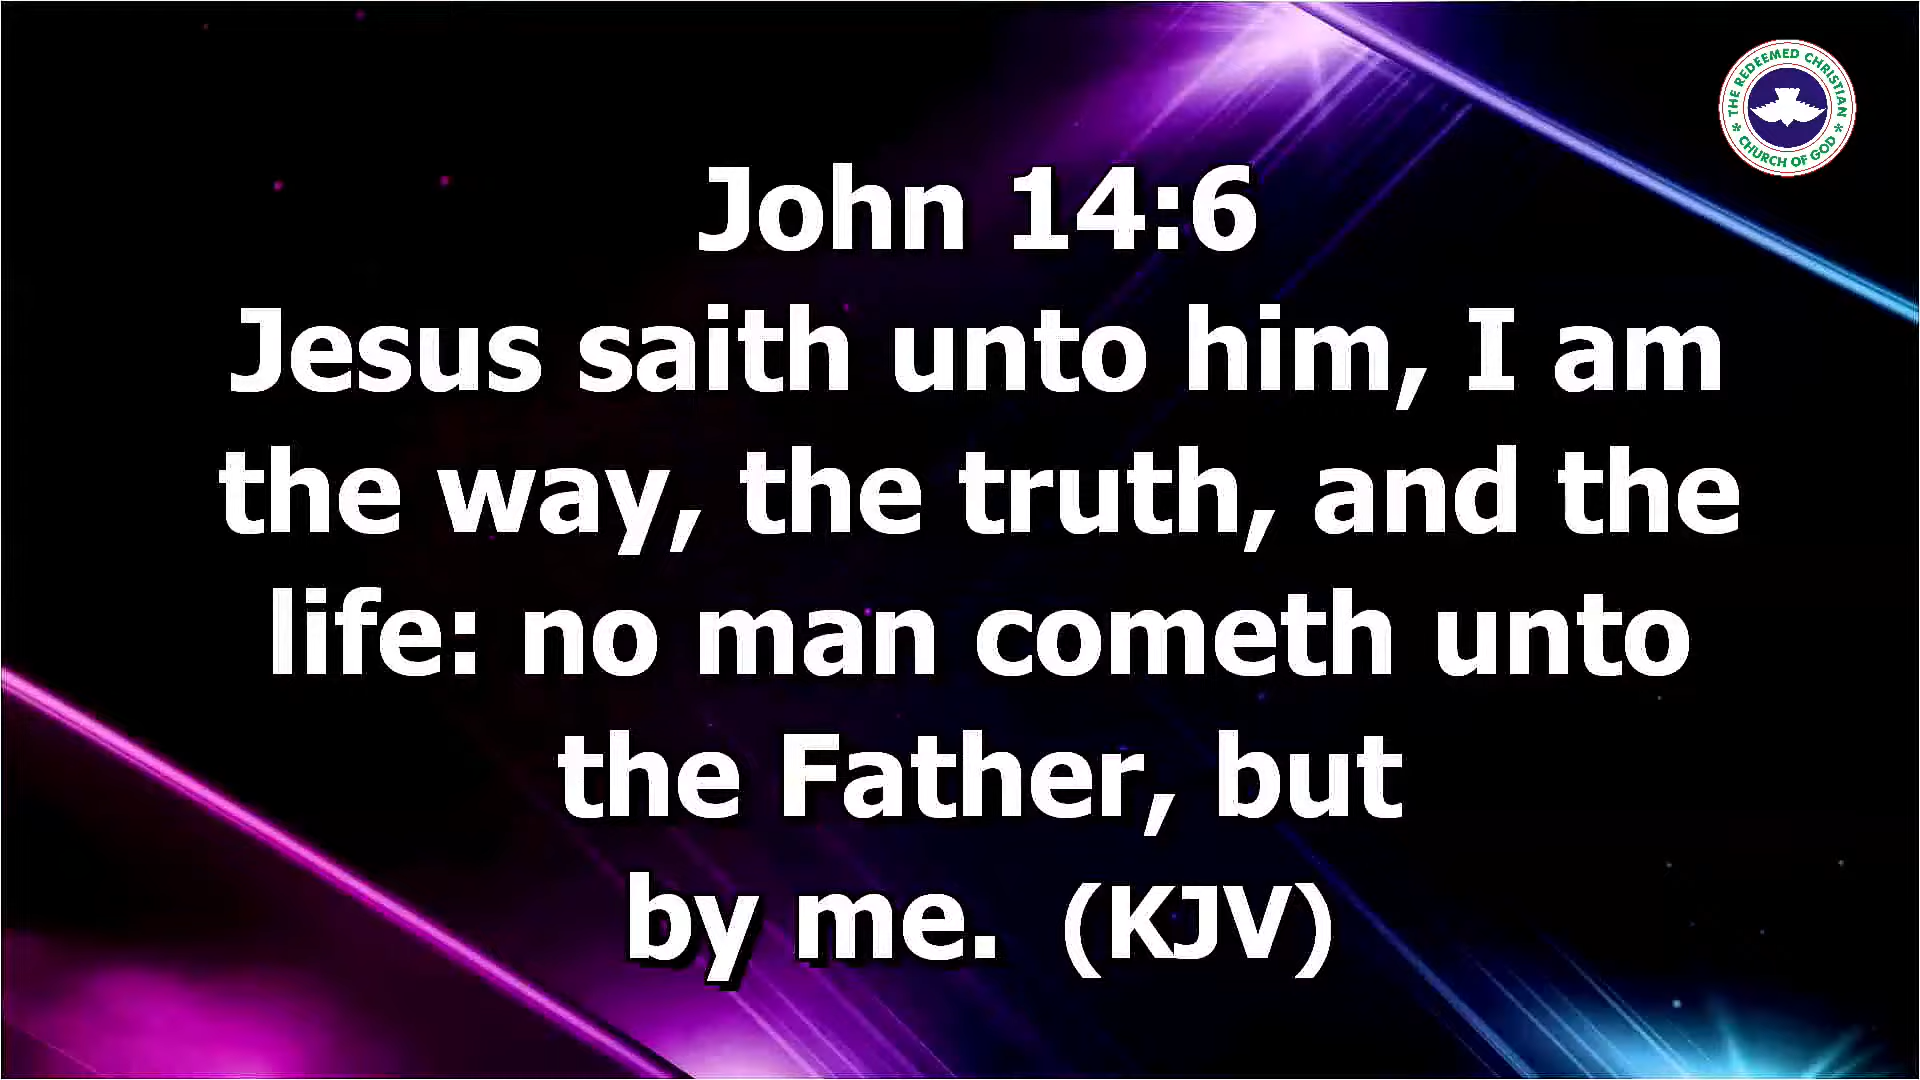 THE REDEEMED CHRISTIAN
CHURCH OF GOD
John 14:6
Jesus saith unto him, I am
the way, the truth, and the
life: no man cometh unto
the Father, but
by me. (KJV)